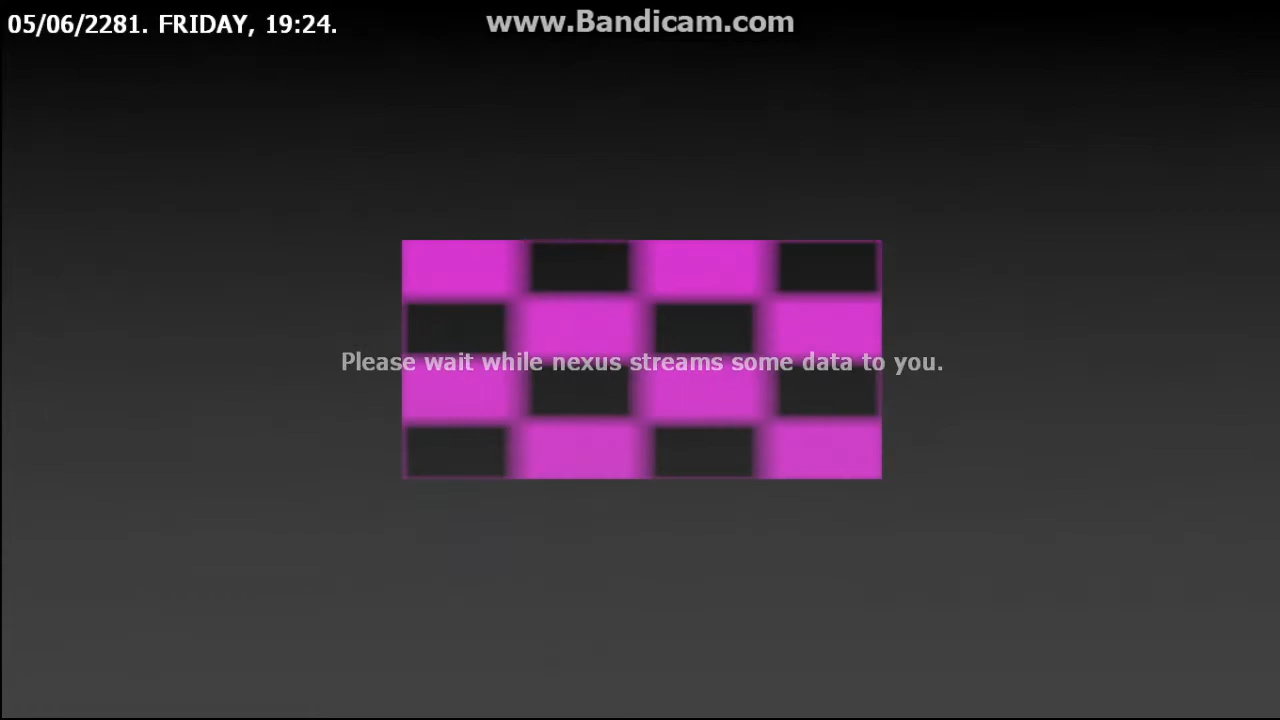 05/06/2281. FRIDAY, 19:24.
www.Bandicam.com
Please wait while nexus streams some data to you.